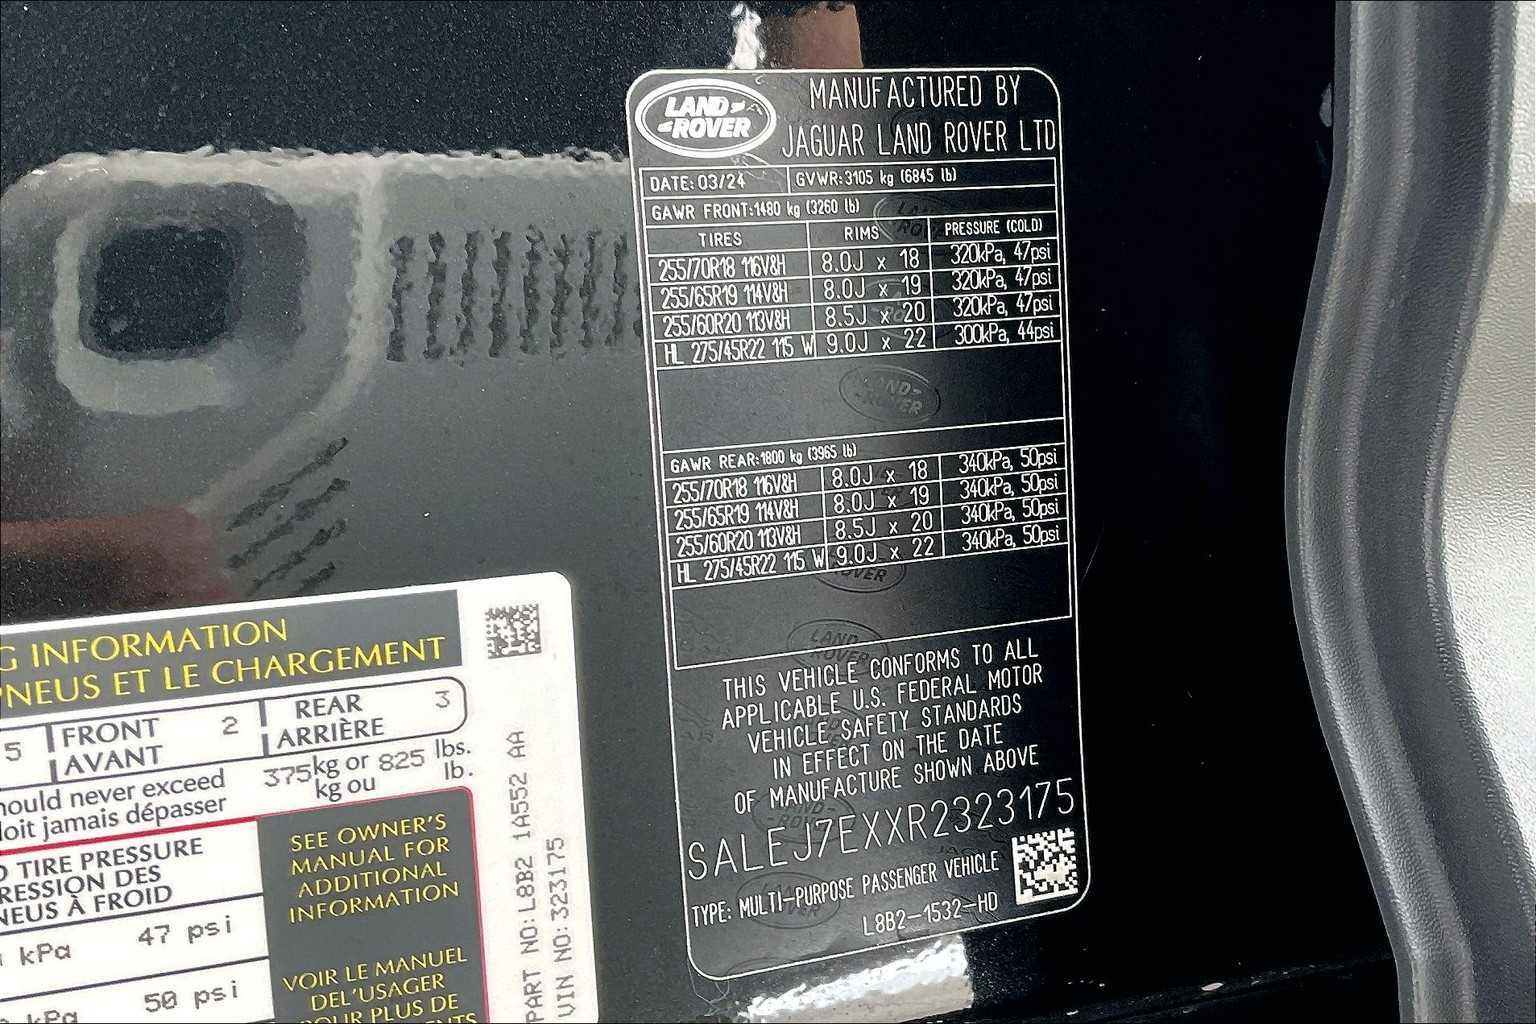 LAND
ROVER
MANUFACTURED BY
JAGUAR LAND ROVER LTD
DATE: 03/24 GVWR: 3105 kg (6845 lb)
GAWR FRONT: 1480 kg (3260 lb)
TIRES RIMS PRESSURE (COLD)
255/70R18 116V&H 8.0J x 18 320kPa, 47psi
255/65R19 114V&H 8.0J x 19 320kPa, 47psi
255/60R20 113V&H 8.5J x 20 320kPa, 47psi
HL 275/45R22 115 W 9.0J x 22 300kPa, 44psi
GAWR REAR: 1800 kg (3965 lb)
255/70R18 116V&H 8.0J x 18 340kPa, 50psi
255/65R19 114V&H 8.0J x 19 340kPa, 50psi
255/60R20 113V&H 8.5J x 20 340kPa, 50psi
HL 275/45R22 115 W 9.0J x 22 340kPa, 50psi
THIS VEHICLE CONFORMS TO ALL
APPLICABLE U.S. FEDERAL MOTOR
VEHICLE SAFETY STANDARDS
IN EFFECT ON THE DATE
OF MANUFACTURE SHOWN ABOVE
SALEJ7EXXR2323175
TYPE: MULTI-PURPOSE PASSENGER VEHICLE
L8B2-1532-HD
G INFORMATION
PNEUS ET LE CHARGEMENT
5 FRONT 2 REAR 3
AVANT ARRIÈRE
hould never exceed 375 kg or 825 lbs.
doit jamais dépasser kg ou lb.
D TIRE PRESSURE
RESSION DES
NEUS À FROID
kPa 47 psi
kPa 50 psi
SEE OWNER'S
MANUAL FOR
ADDITIONAL
INFORMATION
VOIR LE MANUEL
DEL'USAGER
POUR PLUS DE
PART NO: L8B2 1A552 AA
VIN NO: 323175